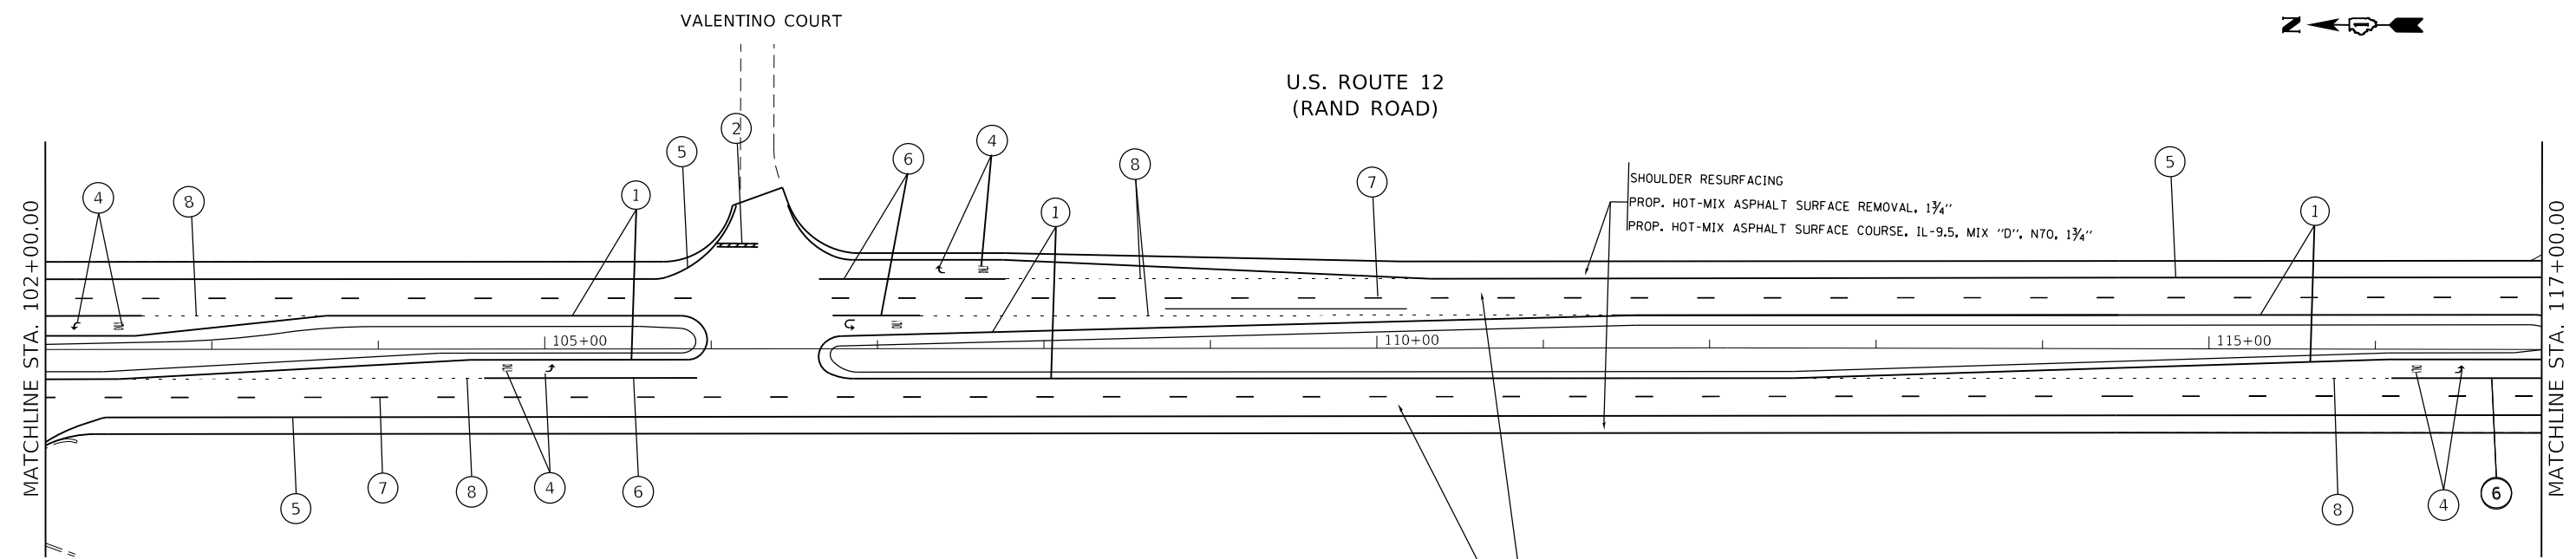 VALENTINO COURT
N
1
U.S. ROUTE 12
(RAND ROAD)
2
5
4
6
8
7
5
4
8
1
1
1
SHOULDER RESURFACING
PROP. HOT-MIX ASPHALT SURFACE REMOVAL, 1¾"
PROP. HOT-MIX ASPHALT SURFACE COURSE, IL-9.5, MIX "D", N70, 1¾"
MATCHLINE STA. 102+00.00
MATCHLINE STA. 117+00.00
105+00
110+00
115+00
5
7
8
4
6
8
4
6